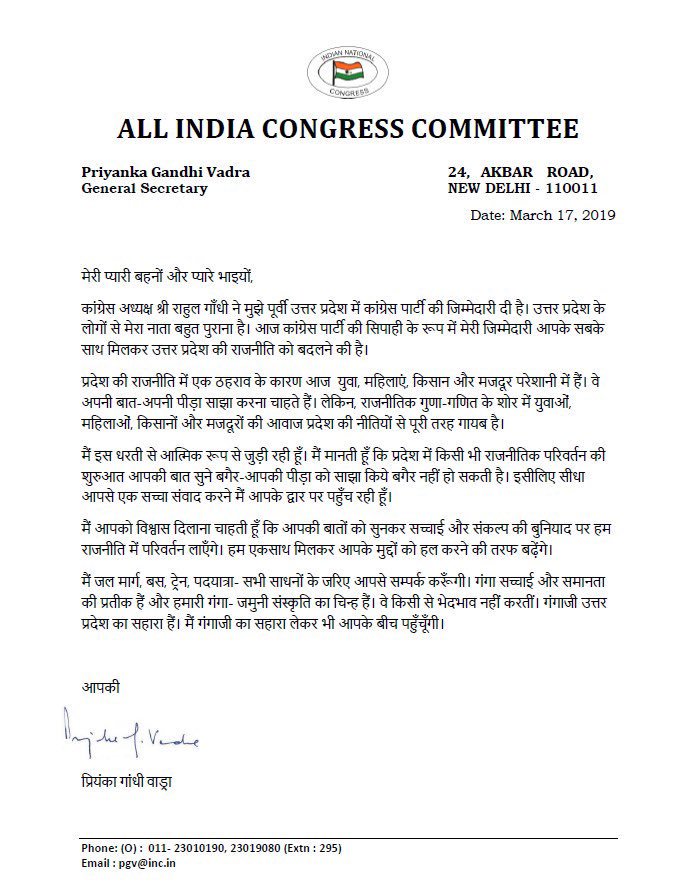 INDIAN NATIONAL
CONGRESS
ALL INDIA CONGRESS COMMITTEE
Priyanka Gandhi Vadra
General Secretary
24, AKBAR ROAD,
NEW DELHI - 110011
Date: March 17, 2019
मेरी प्यारी बहनों और प्यारे भाइयों,
कांग्रेस अध्यक्ष श्री राहुल गाँधी ने मुझे पूर्वी उत्तर प्रदेश में कांग्रेस पार्टी की जिम्मेदारी दी है। उत्तर प्रदेश के
लोगों से मेरा नाता बहुत पुराना है। आज कांग्रेस पार्टी की सिपाही के रूप में मेरी जिम्मेदारी आपके सबके
साथ मिलकर उत्तर प्रदेश की राजनीति को बदलने की है।
प्रदेश की राजनीति में एक ठहराव के कारण आज युवा, महिलाएं, किसान और मजदूर परेशानी में हैं। वे
अपनी बात-अपनी पीड़ा साझा करना चाहते हैं। लेकिन, राजनीतिक गुणा-गणित के शोर में युवाओं,
महिलाओं, किसानों और मजदूरों की आवाज प्रदेश की नीतियों से पूरी तरह गायब है।
मैं इस धरती से आत्मिक रूप से जुड़ी रही हूँ। मैं मानती हूँ कि प्रदेश में किसी भी राजनीतिक परिवर्तन की
शुरुआत आपकी बात सुने बगैर-आपकी पीड़ा को साझा किये बगैर नहीं हो सकती है। इसीलिए सीधा
आपसे एक सच्चा संवाद करने मैं आपके द्वार पर पहुँच रही हूँ।
मैं आपको विश्वास दिलाना चाहती हूँ कि आपकी बातों को सुनकर सच्चाई और संकल्प की बुनियाद पर हम
राजनीति में परिवर्तन लाएँगे। हम एकसाथ मिलकर आपके मुद्दों को हल करने की तरफ बढ़ेंगे।
मैं जल मार्ग, बस, ट्रेन, पदयात्रा- सभी साधनों के जरिए आपसे सम्पर्क करूँगी। गंगा सच्चाई और समानता
की प्रतीक हैं और हमारी गंगा- जमुनी संस्कृति का चिन्ह हैं। वे किसी से भेदभाव नहीं करतीं। गंगाजी उत्तर
प्रदेश का सहारा हैं। मैं गंगाजी का सहारा लेकर भी आपके बीच पहुँचूँगी।
आपकी
प्रियंका गांधी वाड्रा
Phone: (O) : 011- 23010190, 23019080 (Extn : 295)
Email : pgv@inc.in